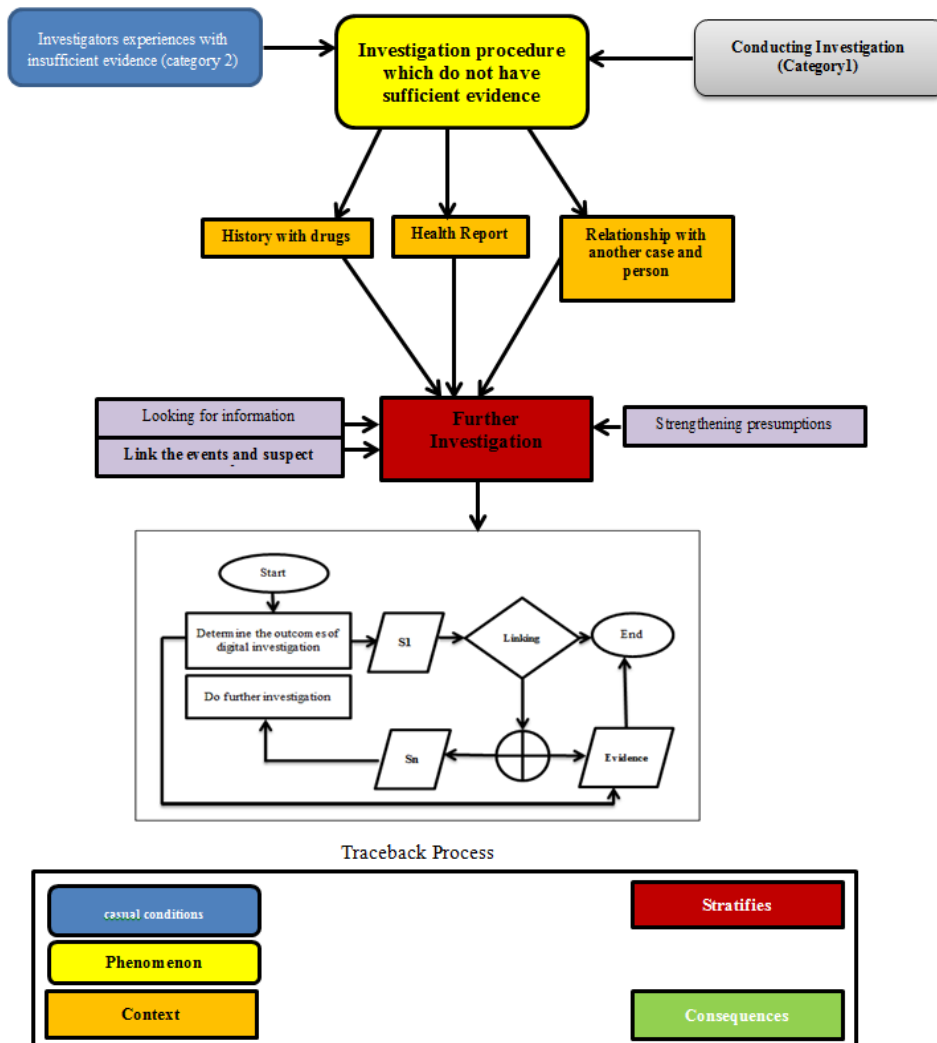 Investigators experiences with
insufficient evidence (category 2)
Investigation procedure
which do not have
sufficient evidence
Conducting Investigation
(Category1)
History with drugs
Health Report
Relationship with
another case and
person
Looking for information
Link the events and suspect
Further
Investigation
Strengthening presumptions
Start
Determine the outcomes of
digital investigation
S1
Linking
End
Do further investigation
Sn
Evidence
Traceback Process
casual conditions
Stratifies
Phenomenon
Context
Consequences